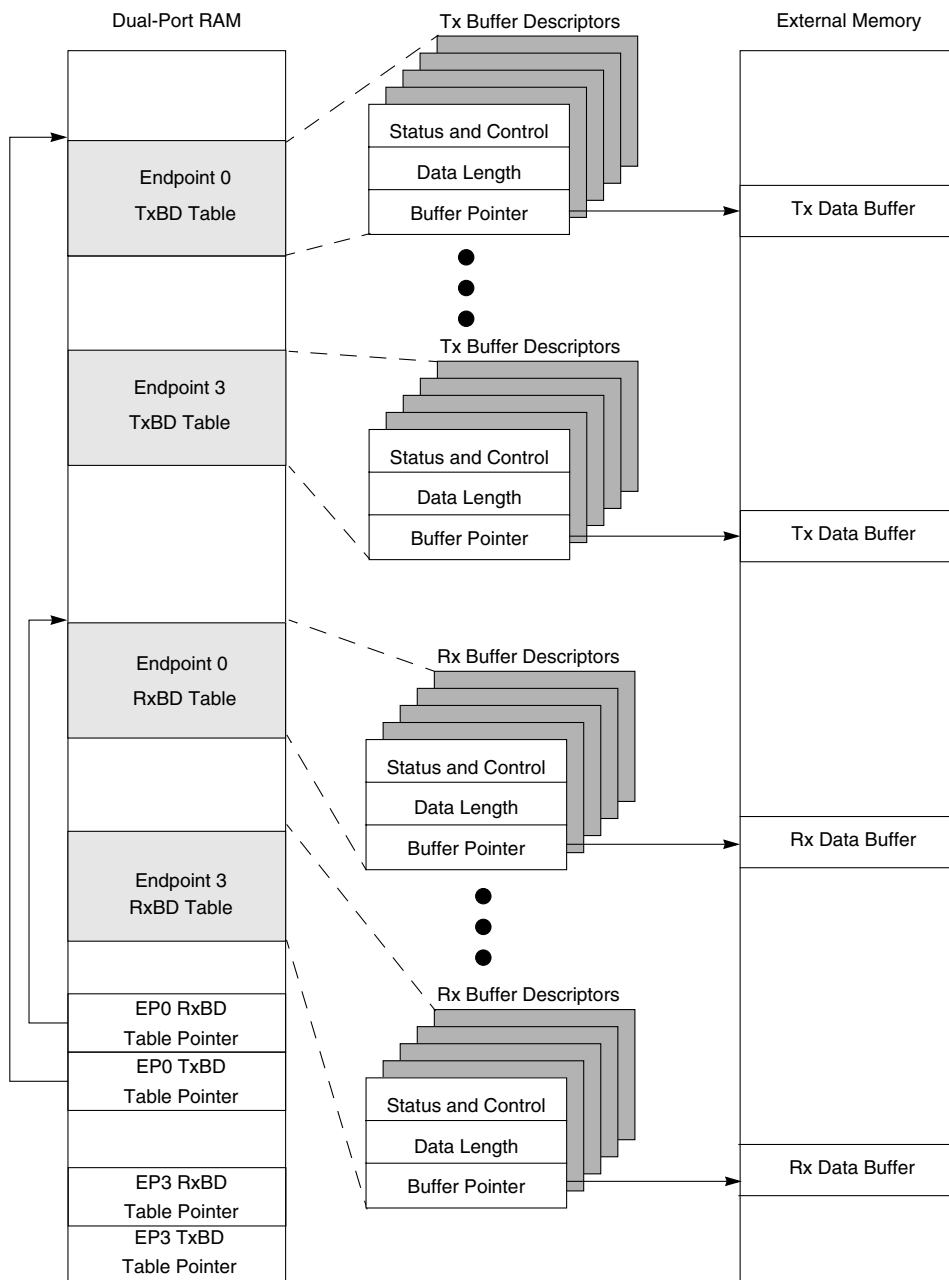 Dual-Port RAM
Tx Buffer Descriptors
External Memory
Status and Control
Data Length
Buffer Pointer
Endpoint 0
TxBD Table
Tx Data Buffer
Tx Buffer Descriptors
Endpoint 3
TxBD Table
Status and Control
Data Length
Buffer Pointer
Tx Data Buffer
Rx Buffer Descriptors
Endpoint 0
RxBD Table
Status and Control
Data Length
Buffer Pointer
Rx Data Buffer
Endpoint 3
RxBD Table
Rx Buffer Descriptors
EP0 RxBD
Table Pointer
EP0 TxBD
Table Pointer
Status and Control
Data Length
Buffer Pointer
Rx Data Buffer
EP3 RxBD
Table Pointer
EP3 TxBD
Table Pointer